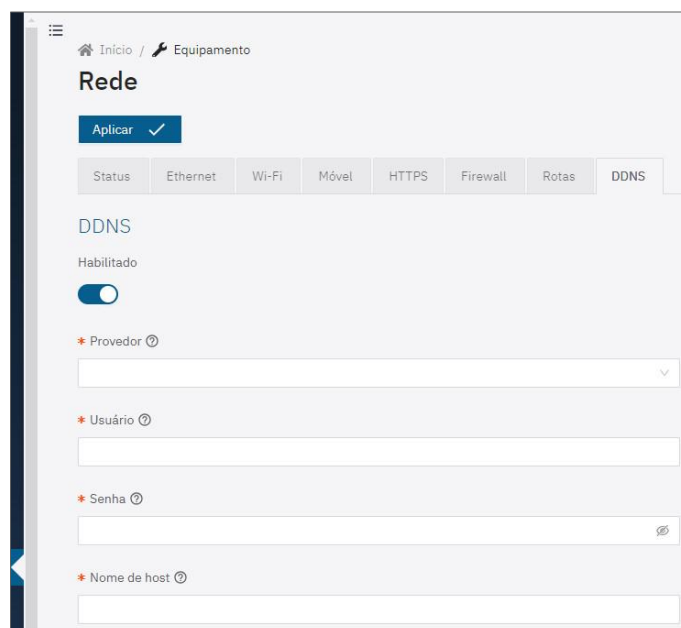 Início / Equipamento
Rede
Aplicar
Status Ethernet Wi-Fi Móvel HTTPS Firewall Rotas DDNS
DDNS
Habilitado
* Provedor
* Usuário
* Senha
* Nome de host